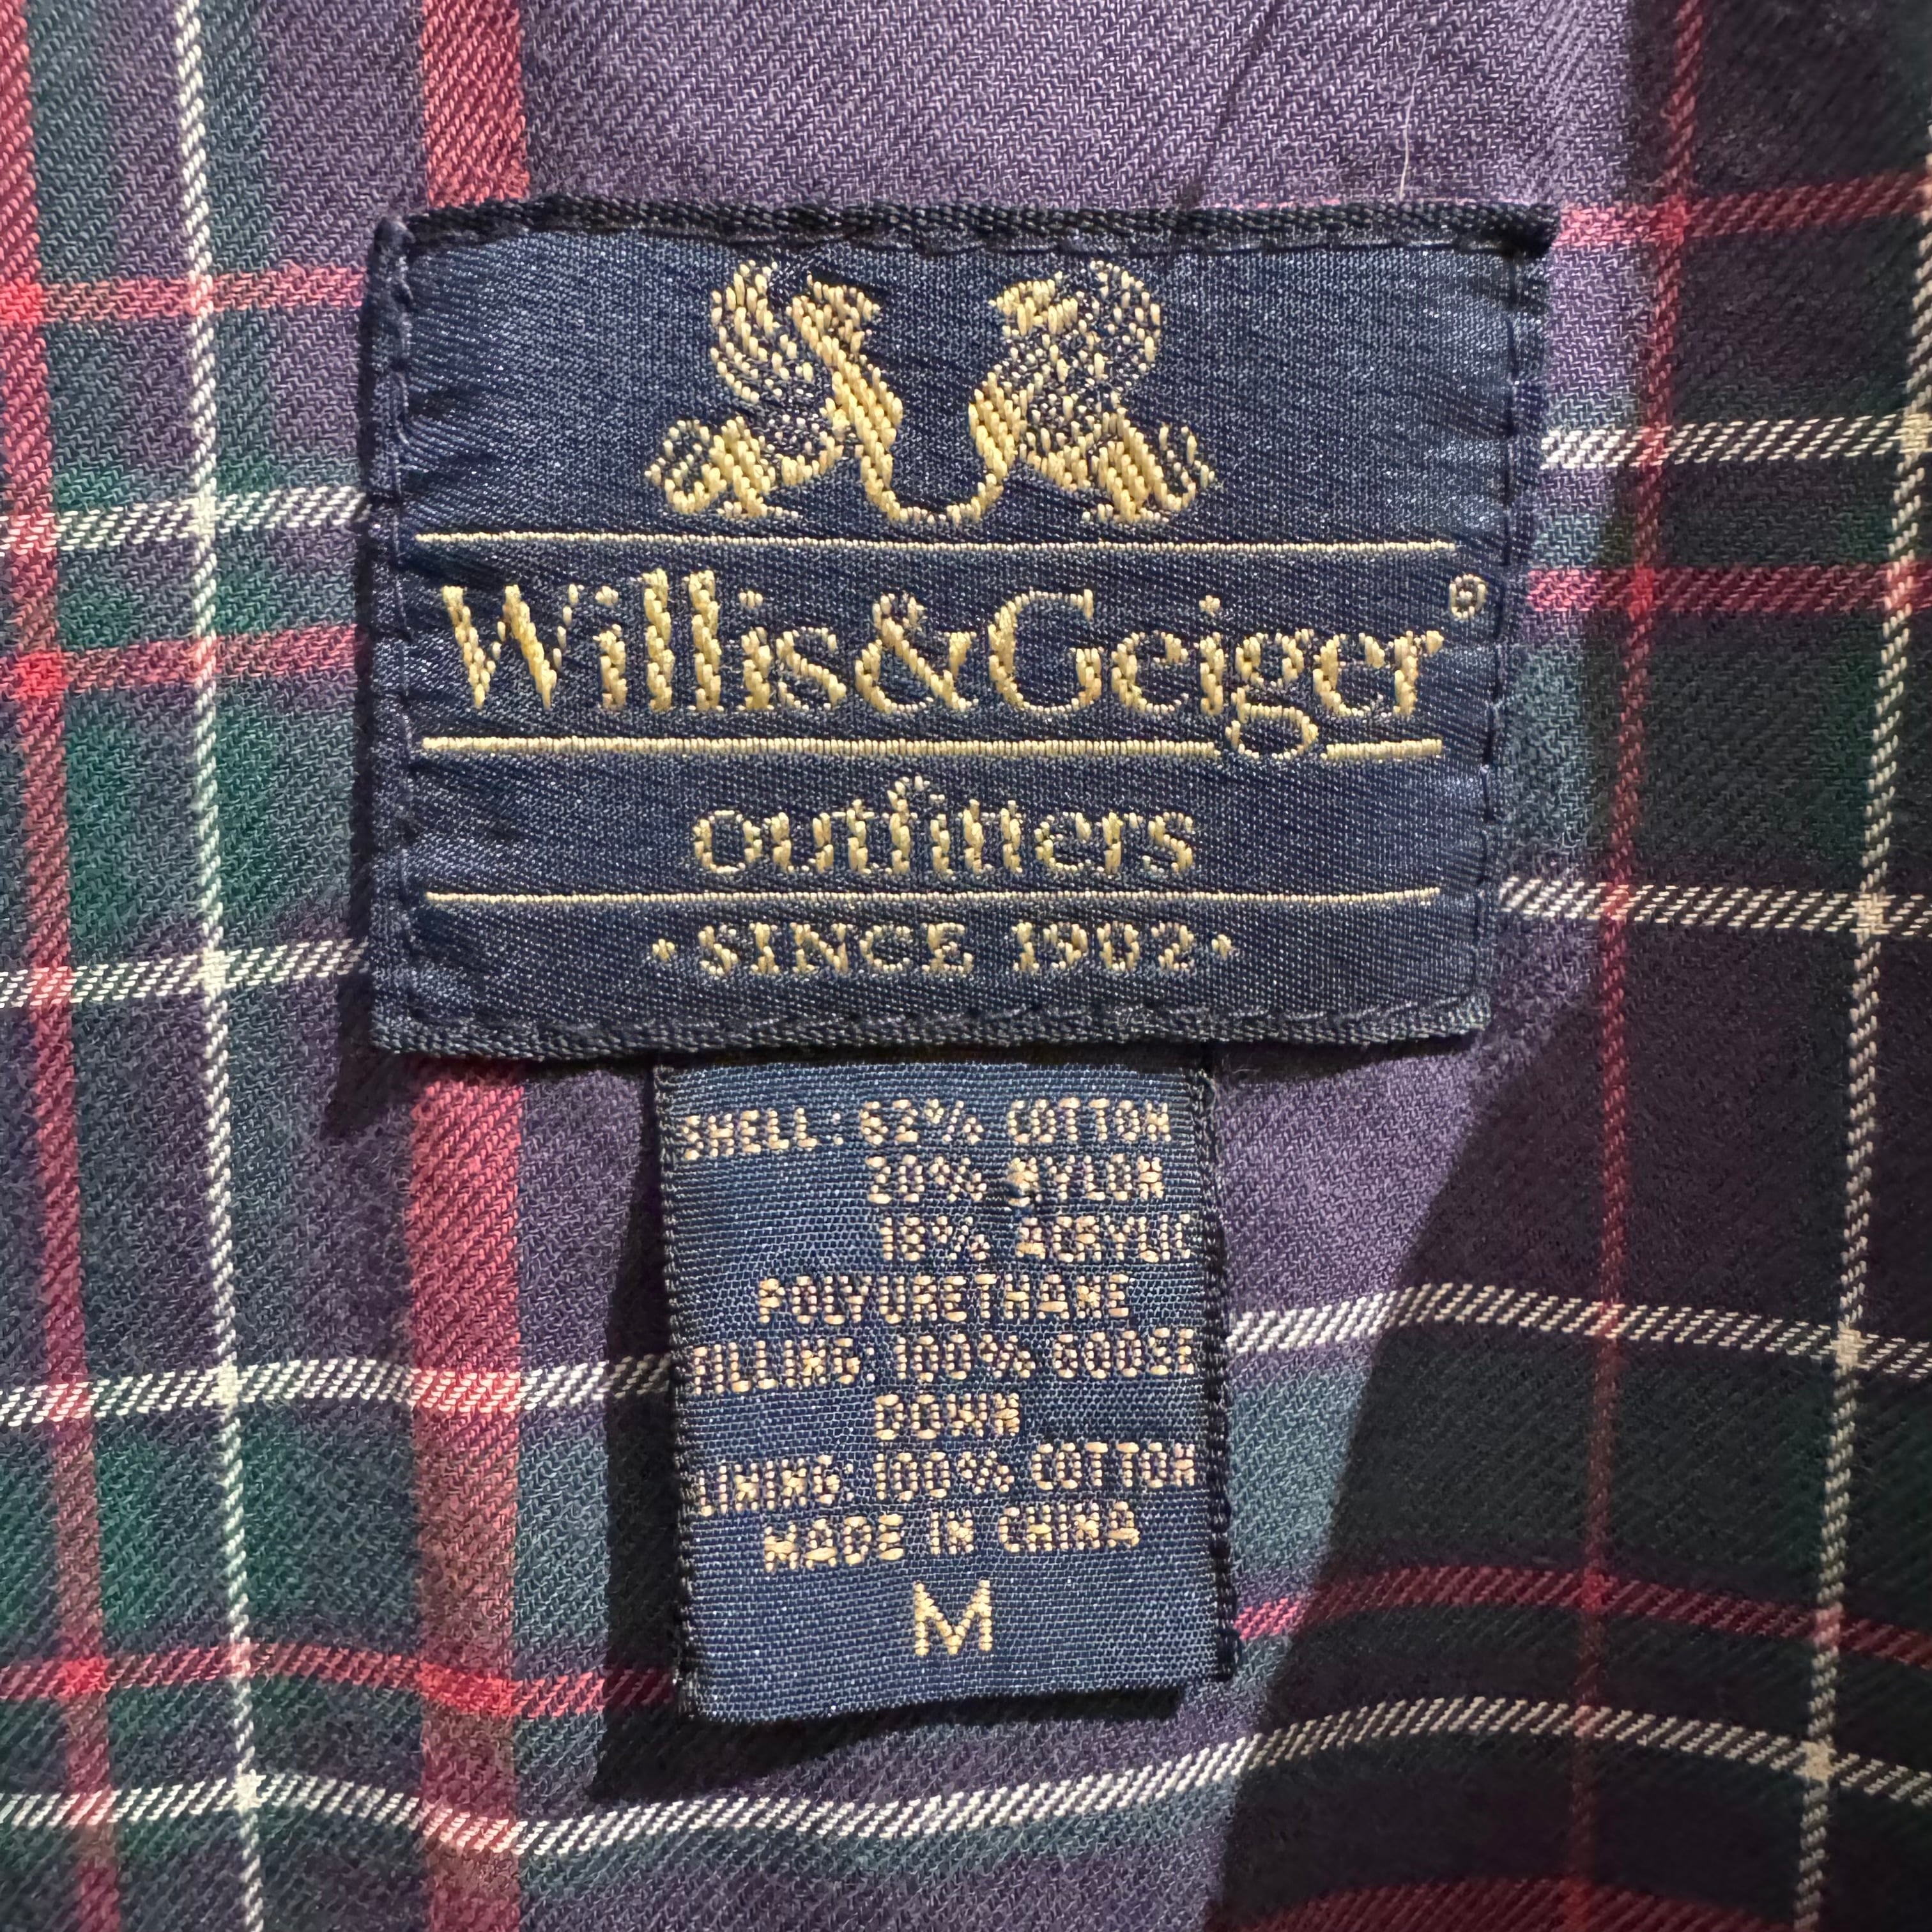 Willis&Geiger®
outfitters
·SINCE 1902·
SHELL: 62% COTTON
20% NYLON
18% ACRYLIC
POLYURETHANE
FILLING: 100% GOOSE
DOWN
LINING: 100% COTTON
MADE IN CHINA
M